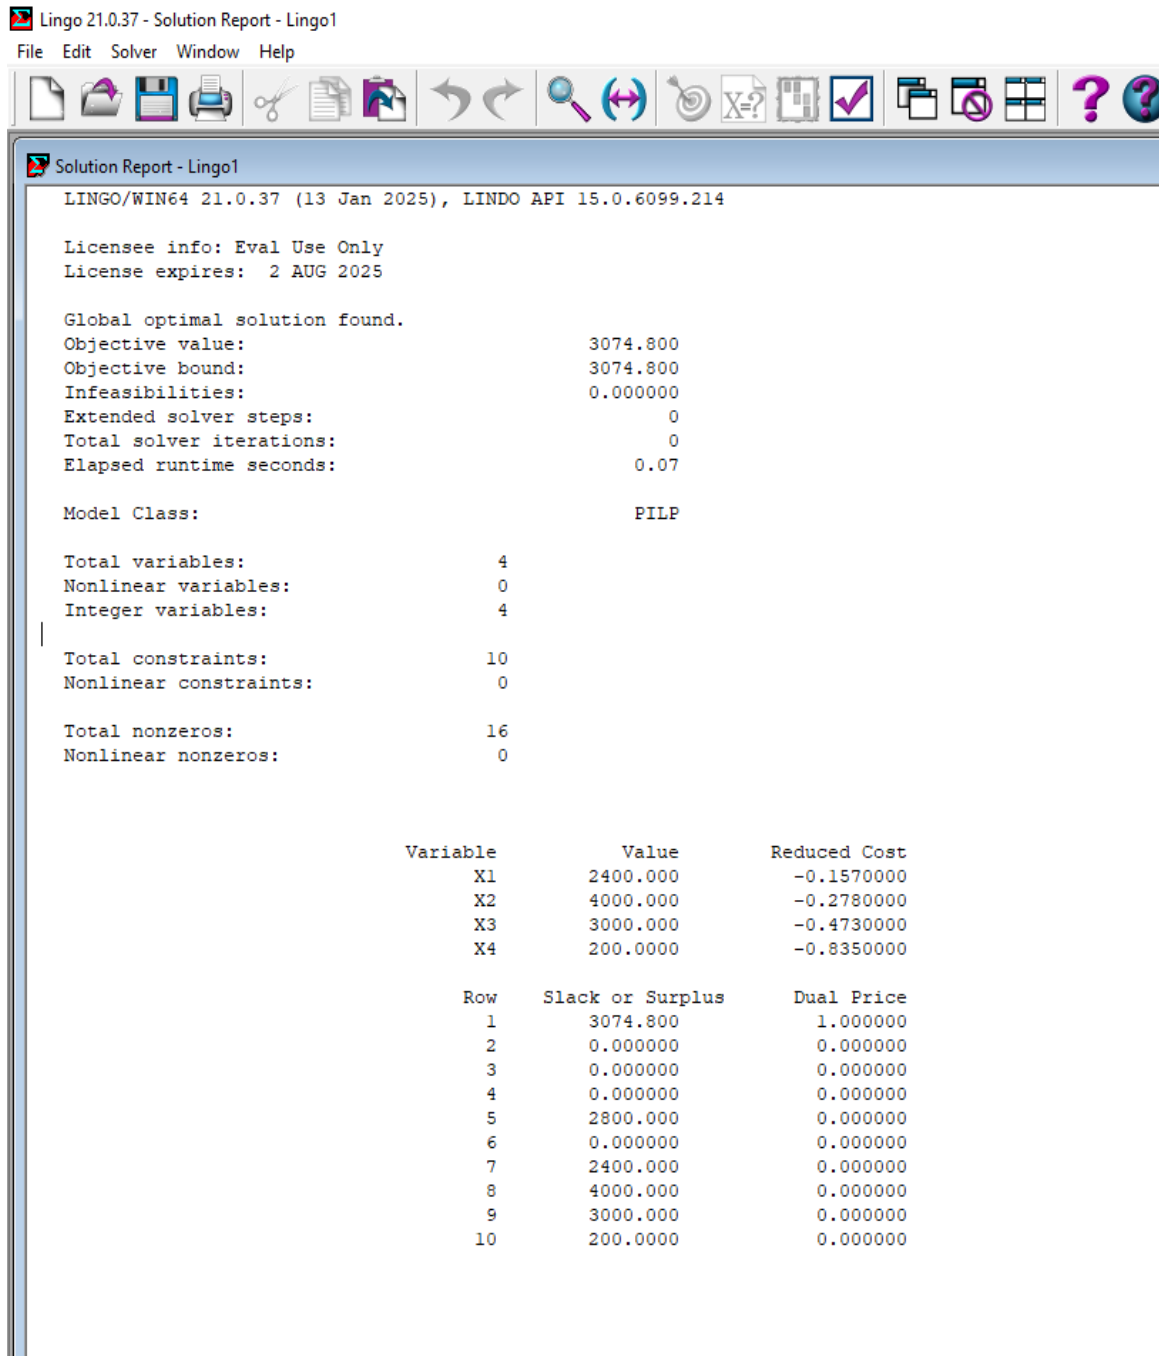 Lingo 21.0.37 - Solution Report - Lingo1
File Edit Solver Window Help
X=?
Solution Report - Lingo1
LINGO/WIN64 21.0.37 (13 Jan 2025), LINDO API 15.0.6099.214
Licensee info: Eval Use Only
License expires: 2 AUG 2025
Global optimal solution found.
Objective value: 3074.800
Objective bound: 3074.800
Infeasibilities: 0.000000
Extended solver steps: 0
Total solver iterations: 0
Elapsed runtime seconds: 0.07
Model Class: PILP
Total variables: 4
Nonlinear variables: 0
Integer variables: 4
Total constraints: 10
Nonlinear constraints: 0
Total nonzeros: 16
Nonlinear nonzeros: 0
Variable Value Reduced Cost
X1 2400.000 -0.1570000
X2 4000.000 -0.2780000
X3 3000.000 -0.4730000
X4 200.0000 -0.8350000
Row Slack or Surplus Dual Price
1 3074.800 1.000000
2 0.000000 0.000000
3 0.000000 0.000000
4 0.000000 0.000000
5 2800.000 0.000000
6 0.000000 0.000000
7 2400.000 0.000000
8 4000.000 0.000000
9 3000.000 0.000000
10 200.0000 0.000000